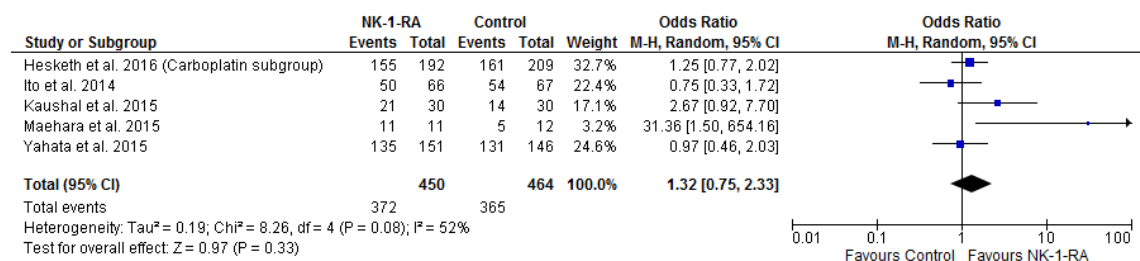 NK-1-RA Control Odds Ratio Odds Ratio
Study or Subgroup Events Total Events Total Weight M-H, Random, 95% CI M-H, Random, 95% CI
Hesketh et al. 2016 (Carboplatin subgroup) 155 192 161 209 32.7% 1.25 [0.77, 2.02]
Ito et al. 2014 50 66 54 67 22.4% 0.75 [0.33, 1.72]
Kaushal et al. 2015 21 30 14 30 17.1% 2.67 [0.92, 7.70]
Maehara et al. 2015 11 11 5 12 3.2% 31.36 [1.50, 654.16]
Yahata et al. 2015 135 151 131 146 24.6% 0.97 [0.46, 2.03]
Total (95% CI) 450 464 100.0% 1.32 [0.75, 2.33]
Total events 372 365
Heterogeneity: Tau² = 0.19; Chi² = 8.26, df = 4 (P = 0.08); I² = 52%
Test for overall effect: Z = 0.97 (P = 0.33)
0.01 0.1 1 10 100
Favours Control Favours NK-1-RA